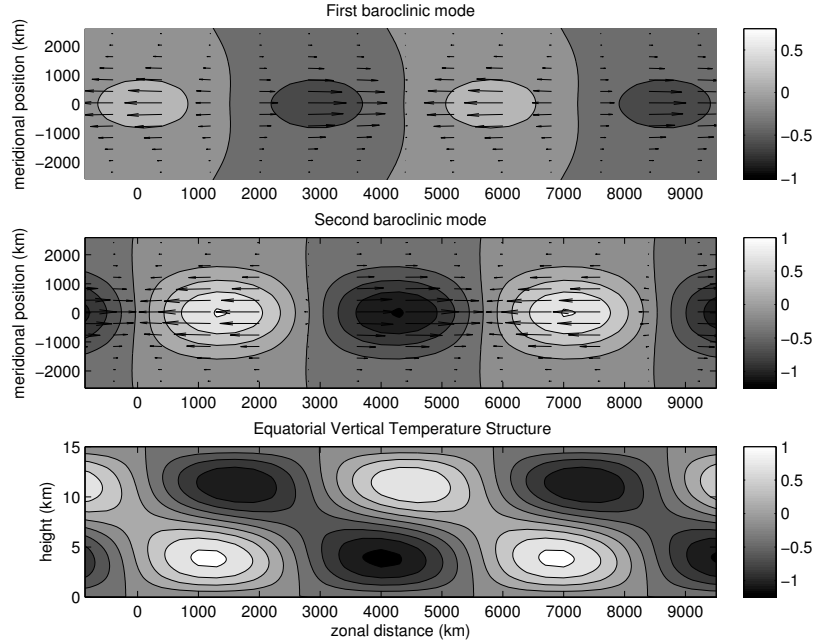 First baroclinic mode
meridional position (km)
2000
1000
0
−1000
−2000
0 1000 2000 3000 4000 5000 6000 7000 8000 9000
0.5
0
−0.5
−1
Second baroclinic mode
meridional position (km)
2000
1000
0
−1000
−2000
0 1000 2000 3000 4000 5000 6000 7000 8000 9000
1
0.5
0
−0.5
−1
Equatorial Vertical Temperature Structure
height (km)
15
10
5
0
0 1000 2000 3000 4000 5000 6000 7000 8000 9000
zonal distance (km)
1
0.5
0
−0.5
−1